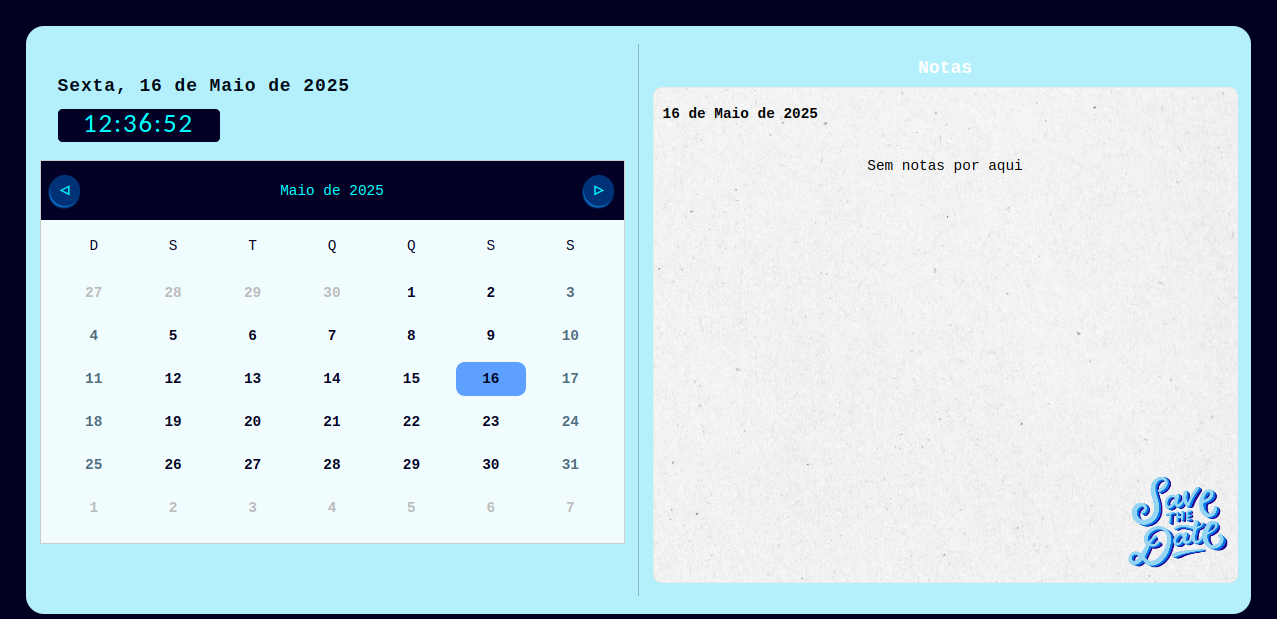 Sexta, 16 de Maio de 2025
12:36:52
Maio de 2025
D S T Q Q S S
27 28 29 30 1 2 3
4 5 6 7 8 9 10
11 12 13 14 15 16 17
18 19 20 21 22 23 24
25 26 27 28 29 30 31
1 2 3 4 5 6 7
Notas
16 de Maio de 2025
Sem notas por aqui
Save
THE
Date